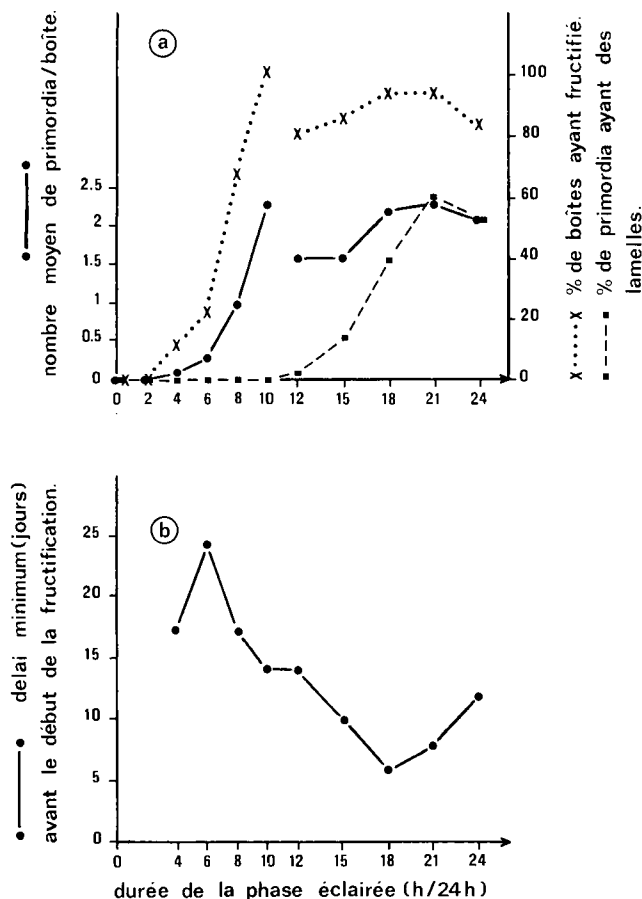 a
nombre moyen de primordia/boîte.
2.5
2
1.5
1
0.5
0
100
80
60
40
20
0
X % de boîtes ayant fructifié.
% de primordia ayant des
lamelles.
0 2 4 6 8 10 12 15 18 21 24
b
delai minimum (jours)
avant le début de la fructification.
25
20
15
10
5
0
0 4 6 8 10 12 15 18 21 24
durée de la phase éclairée (h/24h)